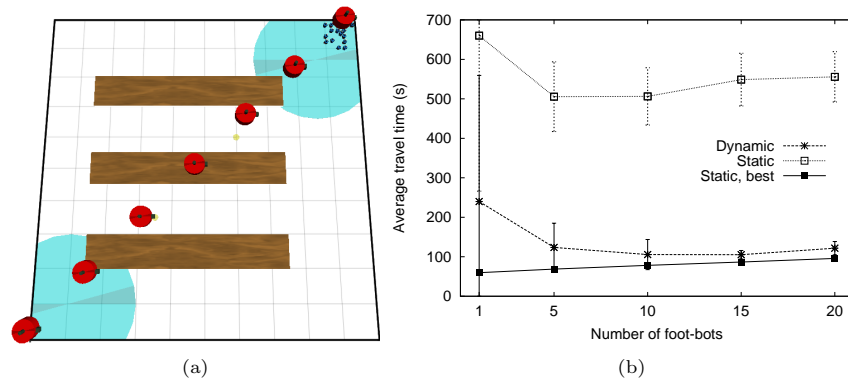 700
600
500
400
300
200
100
0
Average travel time (s)
Dynamic
Static
Static, best
1 5 10 15 20
Number of foot-bots
(a) (b)